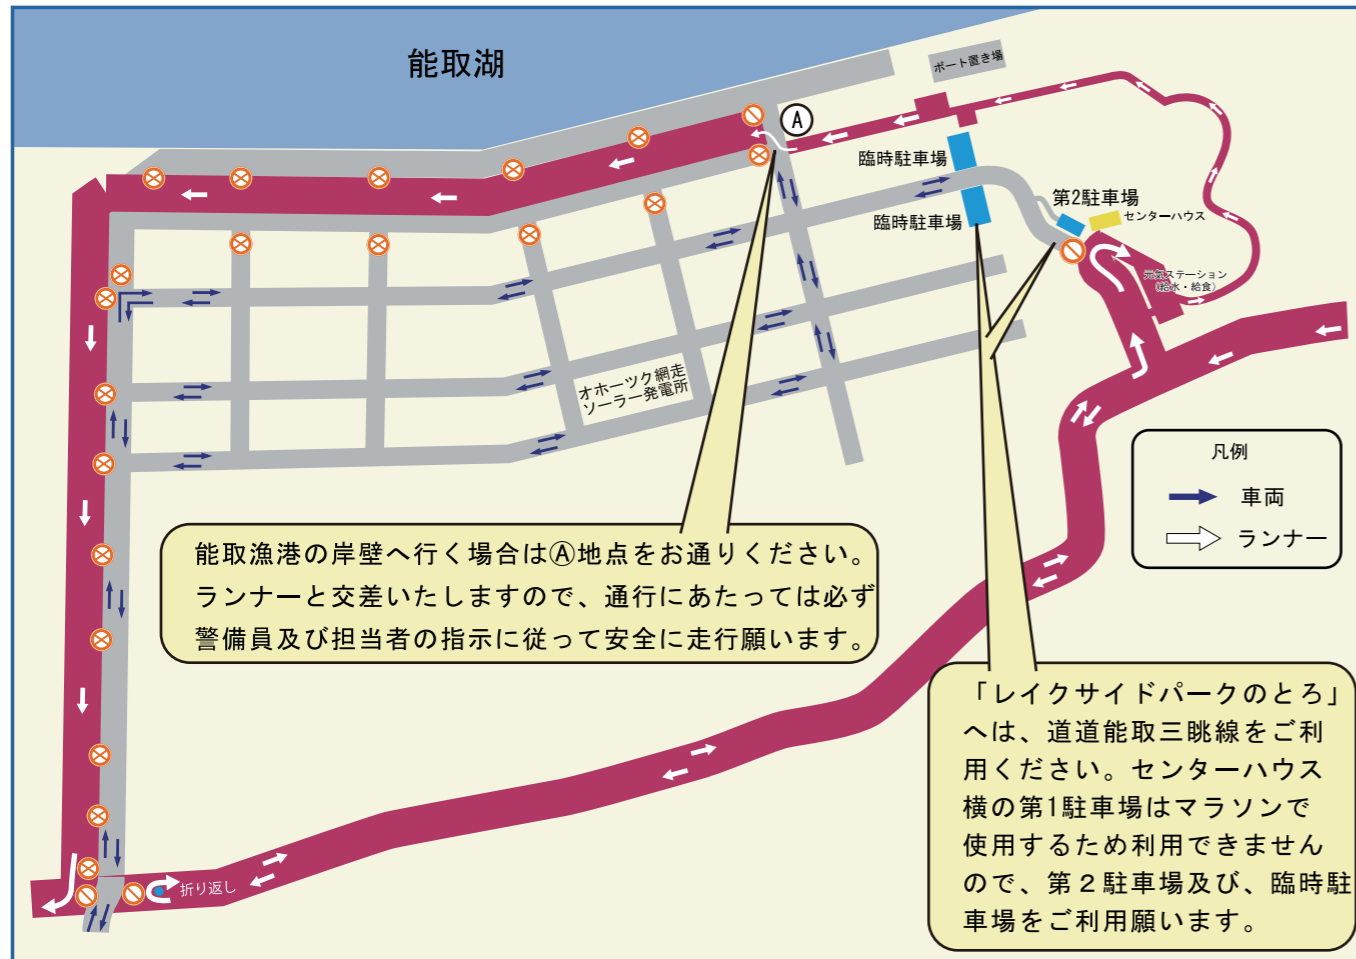 能取湖
ボート置き場
A
臨時駐車場
臨時駐車場
第2駐車場
センターハウス
元気ステーション
（給水・給食）
オホーツク網走
ソーラー発電所
凡例
車両
ランナー
能取漁港の岸壁へ行く場合はⒶ地点をお通りください。
ランナーと交差いたしますので、通行にあたっては必ず
警備員及び担当者の指示に従って安全に走行願います。
「レイクサイドパークのとろ」
へは、道道能取三眺線をご利
用ください。センターハウス
横の第1駐車場はマラソンで
使用するため利用できません
ので、第２駐車場及び、臨時駐
車場をご利用願います。
折り返し